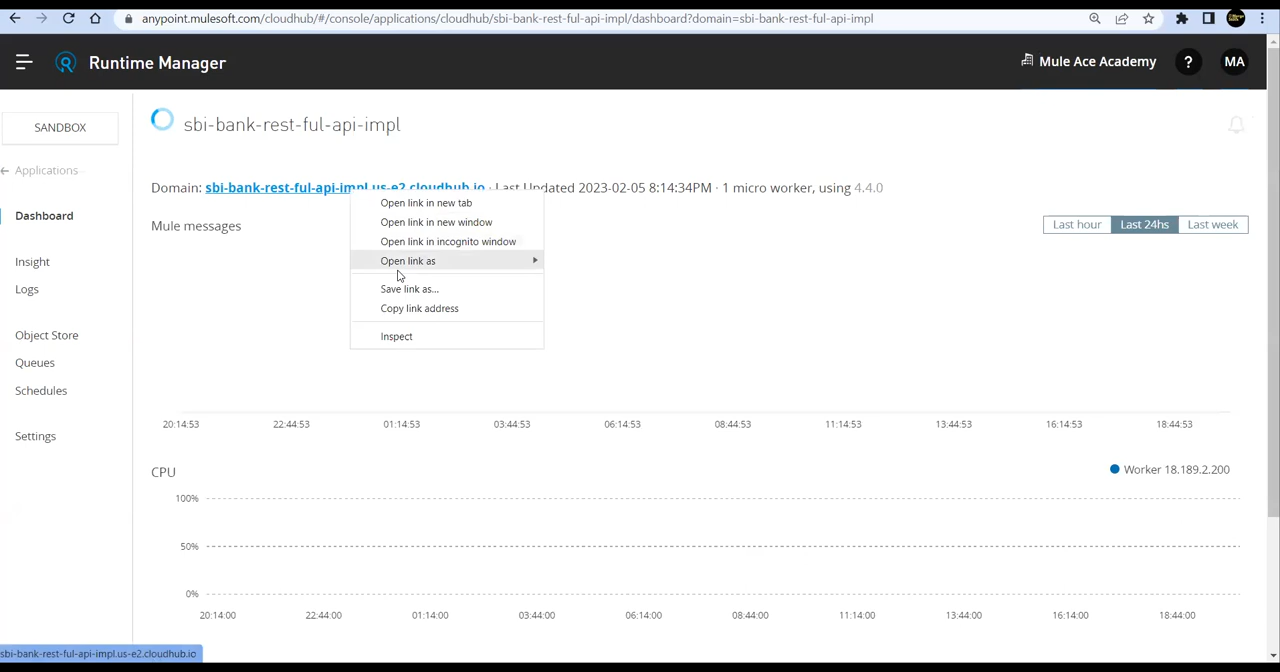 anypoint.mulesoft.com/cloudhub/#/console/applications/cloudhub/sbi-bank-rest-ful-api-impl/dashboard?domain=sbi-bank-rest-ful-api-impl
Runtime Manager
Mule Ace Academy
?
MA
SANDBOX
Applications
Dashboard
Insight
Logs
Object Store
Queues
Schedules
Settings
sbi-bank-rest-ful-api-impl
Domain: sbi-bank-rest-ful-api-impl.us-e2.cloudhub.io · Last Updated 2023-02-05 8:14:34PM · 1 micro worker, using 4.4.0
Mule messages
Last hour Last 24hs Last week
Open link in new tab
Open link in new window
Open link in incognito window
Open link as
Save link as...
Copy link address
Inspect
20:14:53 22:44:53 01:14:53 03:44:53 06:14:53 08:44:53 11:14:53 13:44:53 16:14:53 18:44:53
CPU
Worker 18.189.2.200
100%
50%
0%
20:14:00 22:44:00 01:14:00 03:44:00 06:14:00 08:44:00 11:14:00 13:44:00 16:14:00 18:44:00
sbi-bank-rest-ful-api-impl.us-e2.cloudhub.io